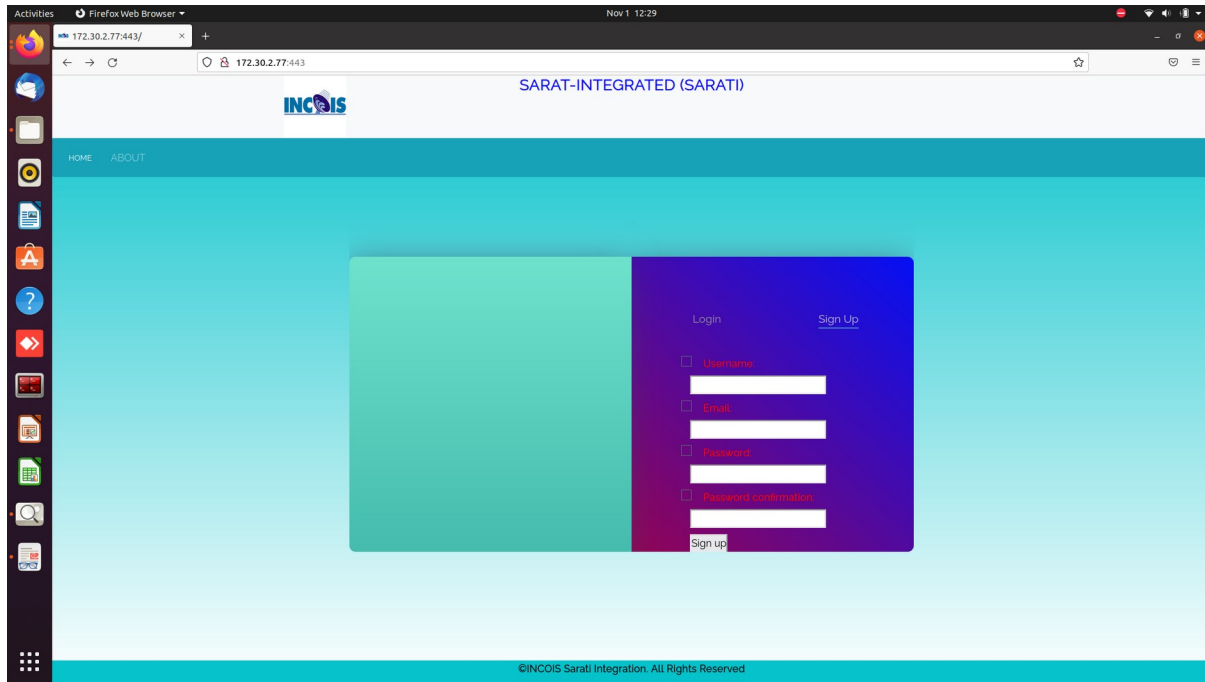 Activities Firefox Web Browser Nov 1 12:29
172.30.2.77:443/
172.30.2.77:443
SARAT-INTEGRATED (SARATI)
INCOIS
HOME ABOUT
Login Sign Up
Username:
Email:
Password:
Password confirmation:
Sign up
©INCOIS Sarati Integration. All Rights Reserved